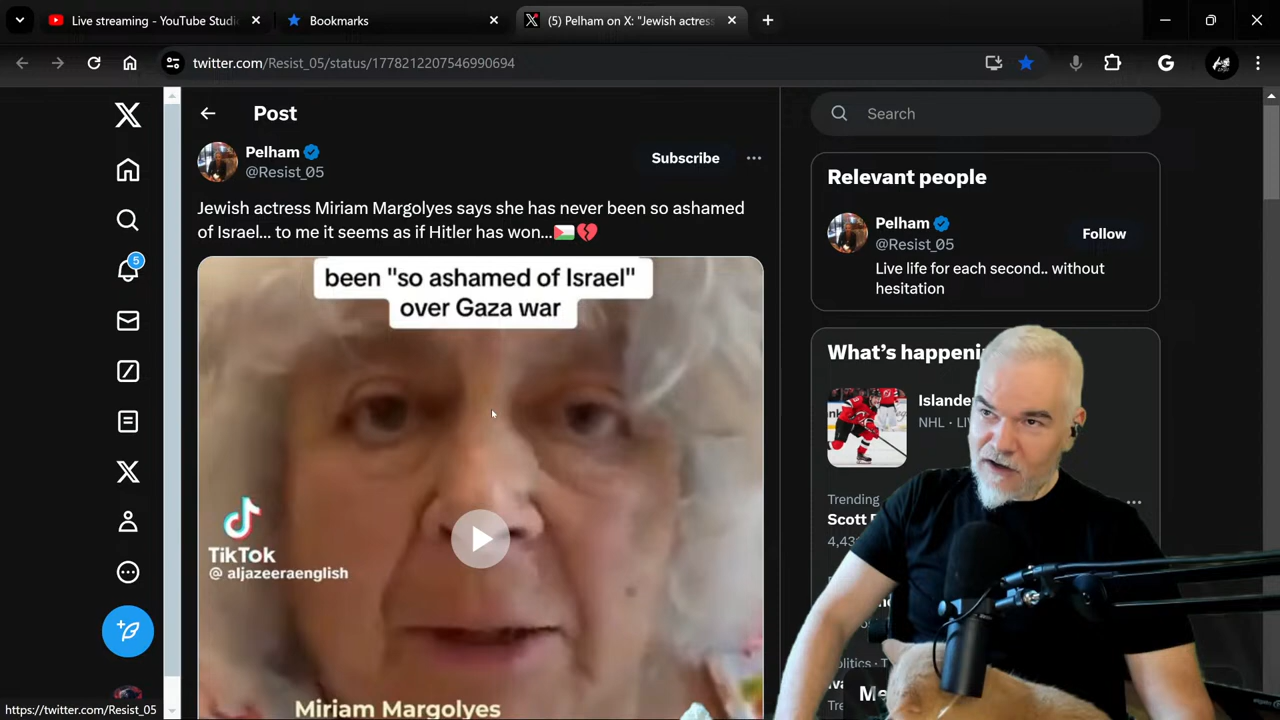 Live streaming - YouTube Studi
Bookmarks
(5) Pelham on X: "Jewish actress
twitter.com/Resist_05/status/1778212207546990694
G
Post
Search
Pelham
@Resist_05
Subscribe
Jewish actress Miriam Margolyes says she has never been so ashamed
of Israel... to me it seems as if Hitler has won...
been "so ashamed of Israel"
over Gaza war
TikTok
@ aljazeeraenglish
Miriam Margolyes
Relevant people
Pelham
@Resist_05
Follow
Live life for each second.. without
hesitation
What's happeni
Islande
NHL · LI
Trending
Scott
4,43
olitics · T
Me
5
https://twitter.com/Resist_05